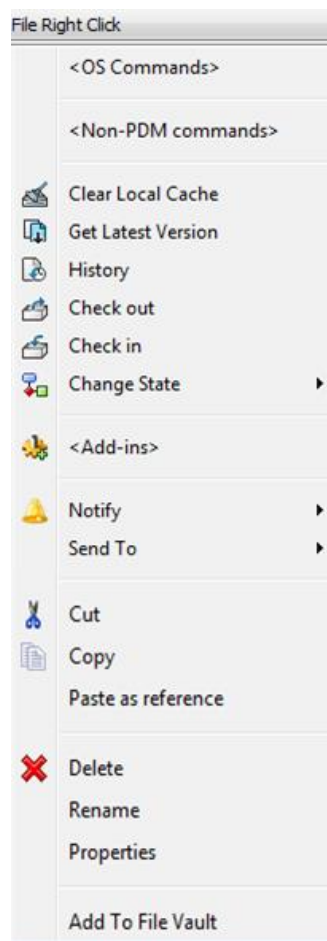 File Right Click
<OS Commands>
<Non-PDM commands>
Clear Local Cache
Get Latest Version
History
Check out
Check in
Change State
<Add-ins>
Notify
Send To
Cut
Copy
Paste as reference
Delete
Rename
Properties
Add To File Vault